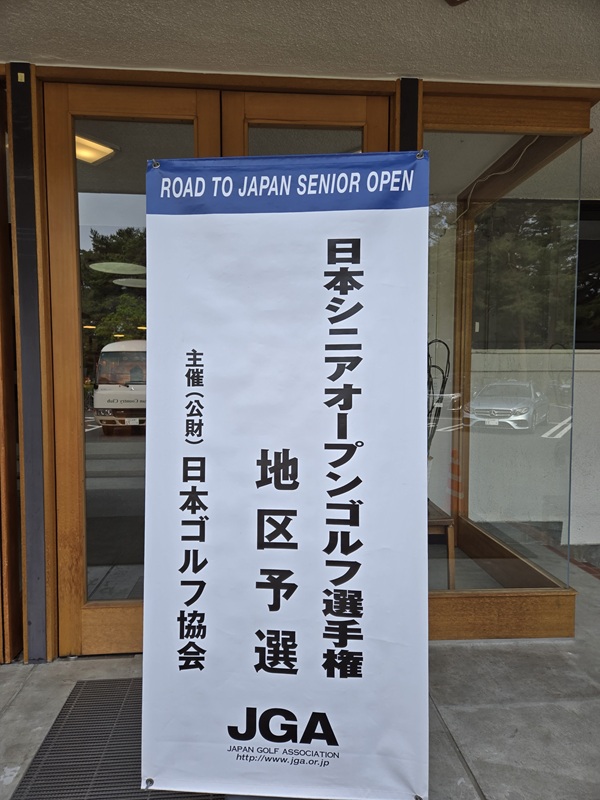 ROAD TO JAPAN SENIOR OPEN
日本シニアオープンゴルフ選手権
地区予選
主催(公財)日本ゴルフ協会
JGA
JAPAN GOLF ASSOCIATION
http://www.jga.or.jp